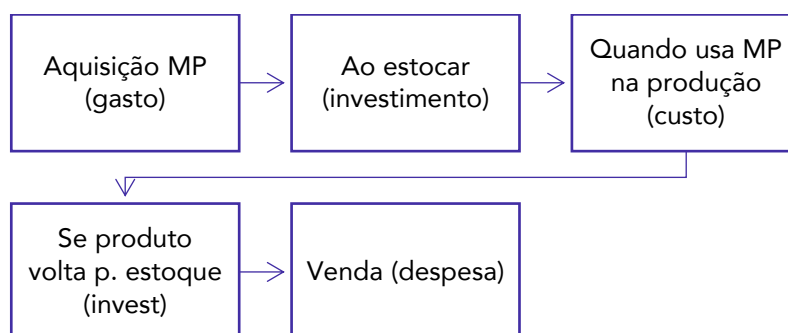 Aquisição MP
(gasto)
Ao estocar
(investimento)
Quando usa MP
na produção
(custo)
Se produto
volta p. estoque
(invest)
Venda (despesa)